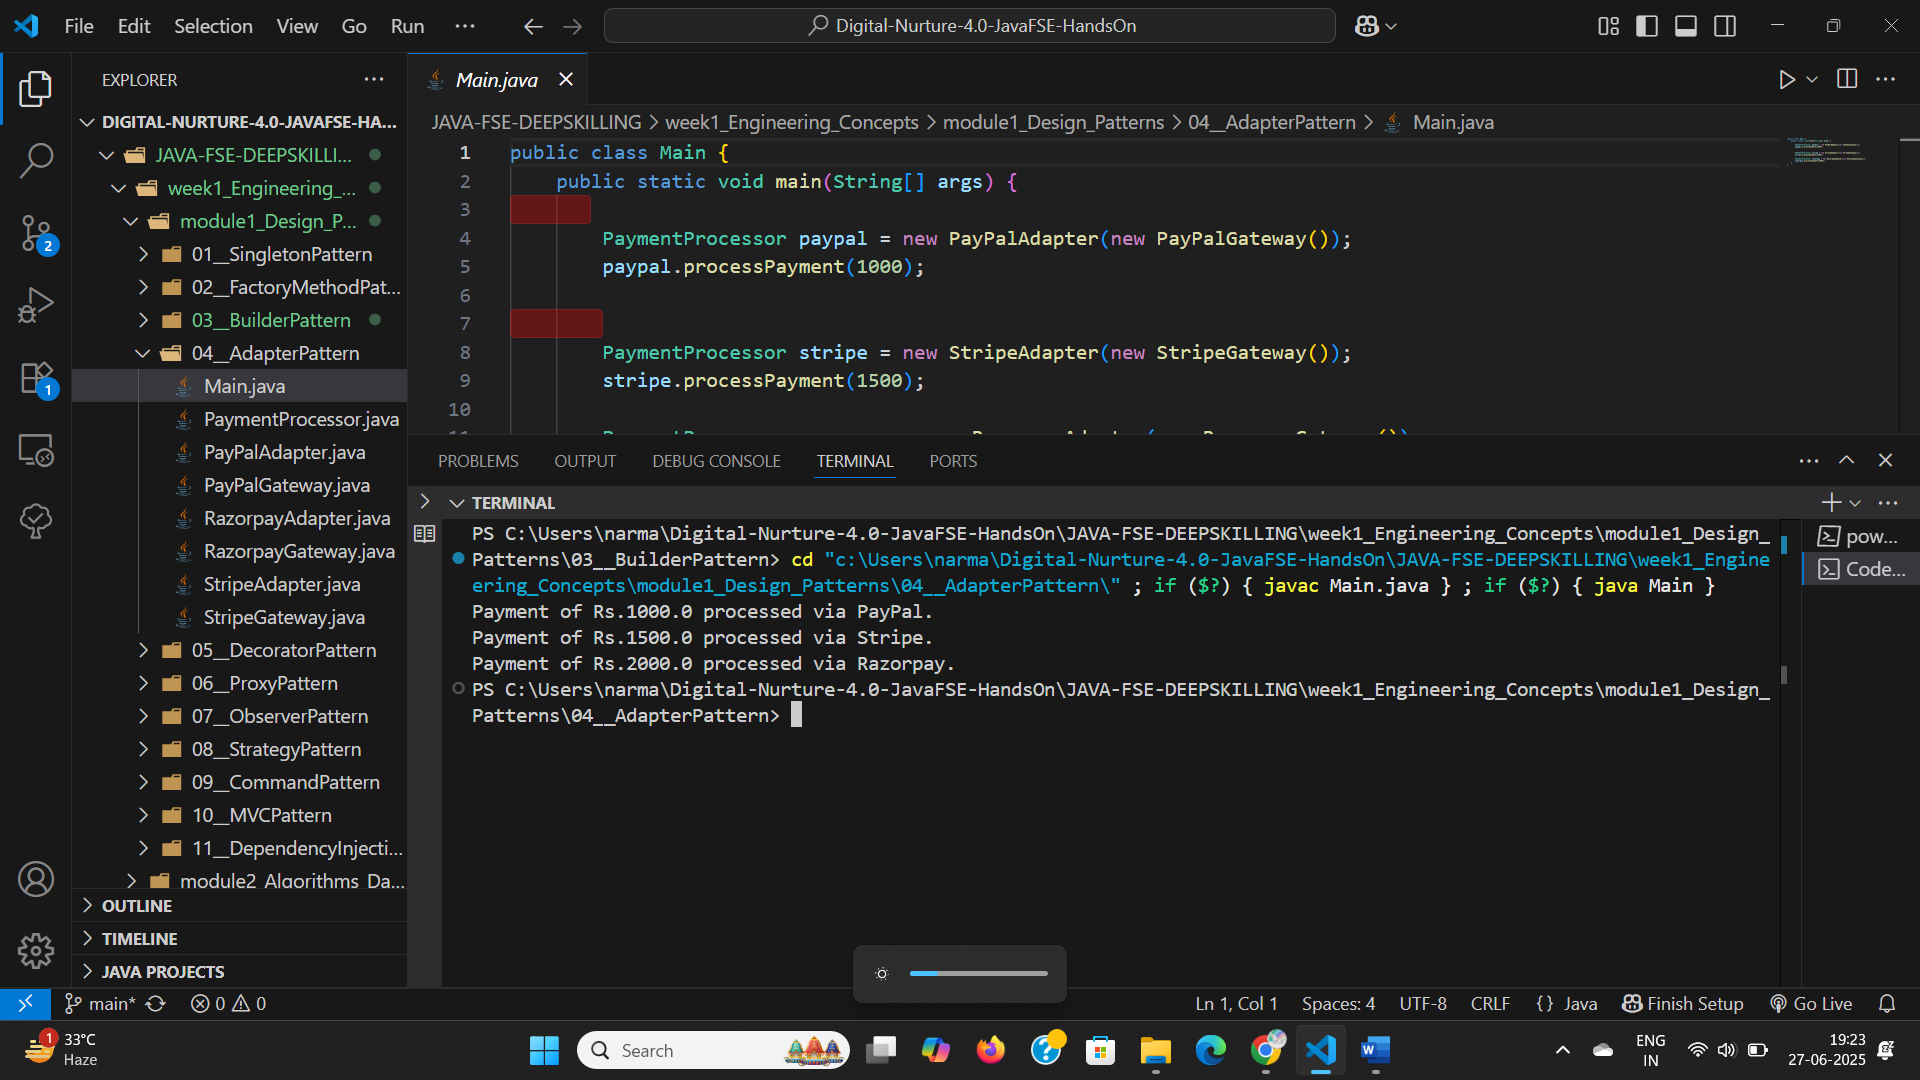 File Edit Selection View Go Run ···
Digital-Nurture-4.0-JavaFSE-HandsOn
EXPLORER
DIGITAL-NURTURE-4.0-JAVAFSE-HA...
JAVA-FSE-DEEPSKILLI...
week1_Engineering_...
module1_Design_P...
01__SingletonPattern
02__FactoryMethodPat...
03__BuilderPattern
04__AdapterPattern
Main.java
PaymentProcessor.java
PayPalAdapter.java
PayPalGateway.java
RazorpayAdapter.java
RazorpayGateway.java
StripeAdapter.java
StripeGateway.java
05__DecoratorPattern
06__ProxyPattern
07__ObserverPattern
08__StrategyPattern
09__CommandPattern
10__MVCPattern
11__DependencyInjecti...
module2_Algorithms_Da...
OUTLINE
TIMELINE
JAVA PROJECTS
2
1
Main.java
JAVA-FSE-DEEPSKILLING > week1_Engineering_Concepts > module1_Design_Patterns > 04__AdapterPattern > Main.java
1 public class Main {
2 public static void main(String[] args) {
3
4 PaymentProcessor paypal = new PayPalAdapter(new PayPalGateway());
5 paypal.processPayment(1000);
6
7
8 PaymentProcessor stripe = new StripeAdapter(new StripeGateway());
9 stripe.processPayment(1500);
10
PROBLEMS OUTPUT DEBUG CONSOLE TERMINAL PORTS
TERMINAL
PS C:\Users\narma\Digital-Nurture-4.0-JavaFSE-HandsOn\JAVA-FSE-DEEPSKILLING\week1_Engineering_Concepts\module1_Design_
Patterns\03__BuilderPattern> cd "c:\Users\narma\Digital-Nurture-4.0-JavaFSE-HandsOn\JAVA-FSE-DEEPSKILLING\week1_Engine
ering_Concepts\module1_Design_Patterns\04__AdapterPattern\" ; if ($?) { javac Main.java } ; if ($?) { java Main }
Payment of Rs.1000.0 processed via PayPal.
Payment of Rs.1500.0 processed via Stripe.
Payment of Rs.2000.0 processed via Razorpay.
PS C:\Users\narma\Digital-Nurture-4.0-JavaFSE-HandsOn\JAVA-FSE-DEEPSKILLING\week1_Engineering_Concepts\module1_Design_
Patterns\04__AdapterPattern>
pow...
Code...
main* 0 0 Ln 1, Col 1 Spaces: 4 UTF-8 CRLF {} Java Finish Setup Go Live
1
33°C
Haze
Search
ENG
IN
19:23
27-06-2025